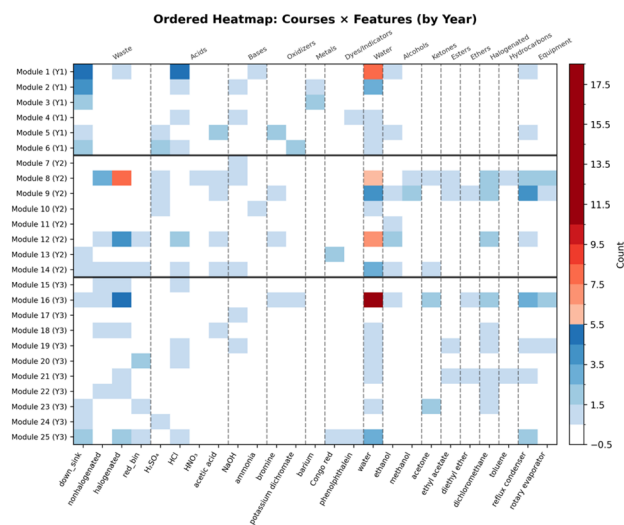 Ordered Heatmap: Courses × Features (by Year)
Waste
Acids
Bases
Oxidizers
Metals
Dyes/Indicators
Water
Alcohols
Ketones
Esters
Ethers
Halogenated
Hydrocarbons
Equipment
Module 1 (Y1)
Module 2 (Y1)
Module 3 (Y1)
Module 4 (Y1)
Module 5 (Y1)
Module 6 (Y1)
Module 7 (Y2)
Module 8 (Y2)
Module 9 (Y2)
Module 10 (Y2)
Module 11 (Y2)
Module 12 (Y2)
Module 13 (Y2)
Module 14 (Y2)
Module 15 (Y3)
Module 16 (Y3)
Module 17 (Y3)
Module 18 (Y3)
Module 19 (Y3)
Module 20 (Y3)
Module 21 (Y3)
Module 22 (Y3)
Module 23 (Y3)
Module 24 (Y3)
Module 25 (Y3)
down_sink
nonhalogenated
halogenated
red_bin
H₂SO₄
HCl
HNO₃
acetic acid
NaOH
ammonia
bromine
potassium dichromate
barium
Congo red
phenolphthalein
water
ethanol
methanol
acetone
ethyl acetate
diethyl ether
dichloromethane
toluene
reflux condenser
rotary evaporator
17.5
15.5
13.5
11.5
9.5
7.5
5.5
3.5
1.5
−0.5
Count